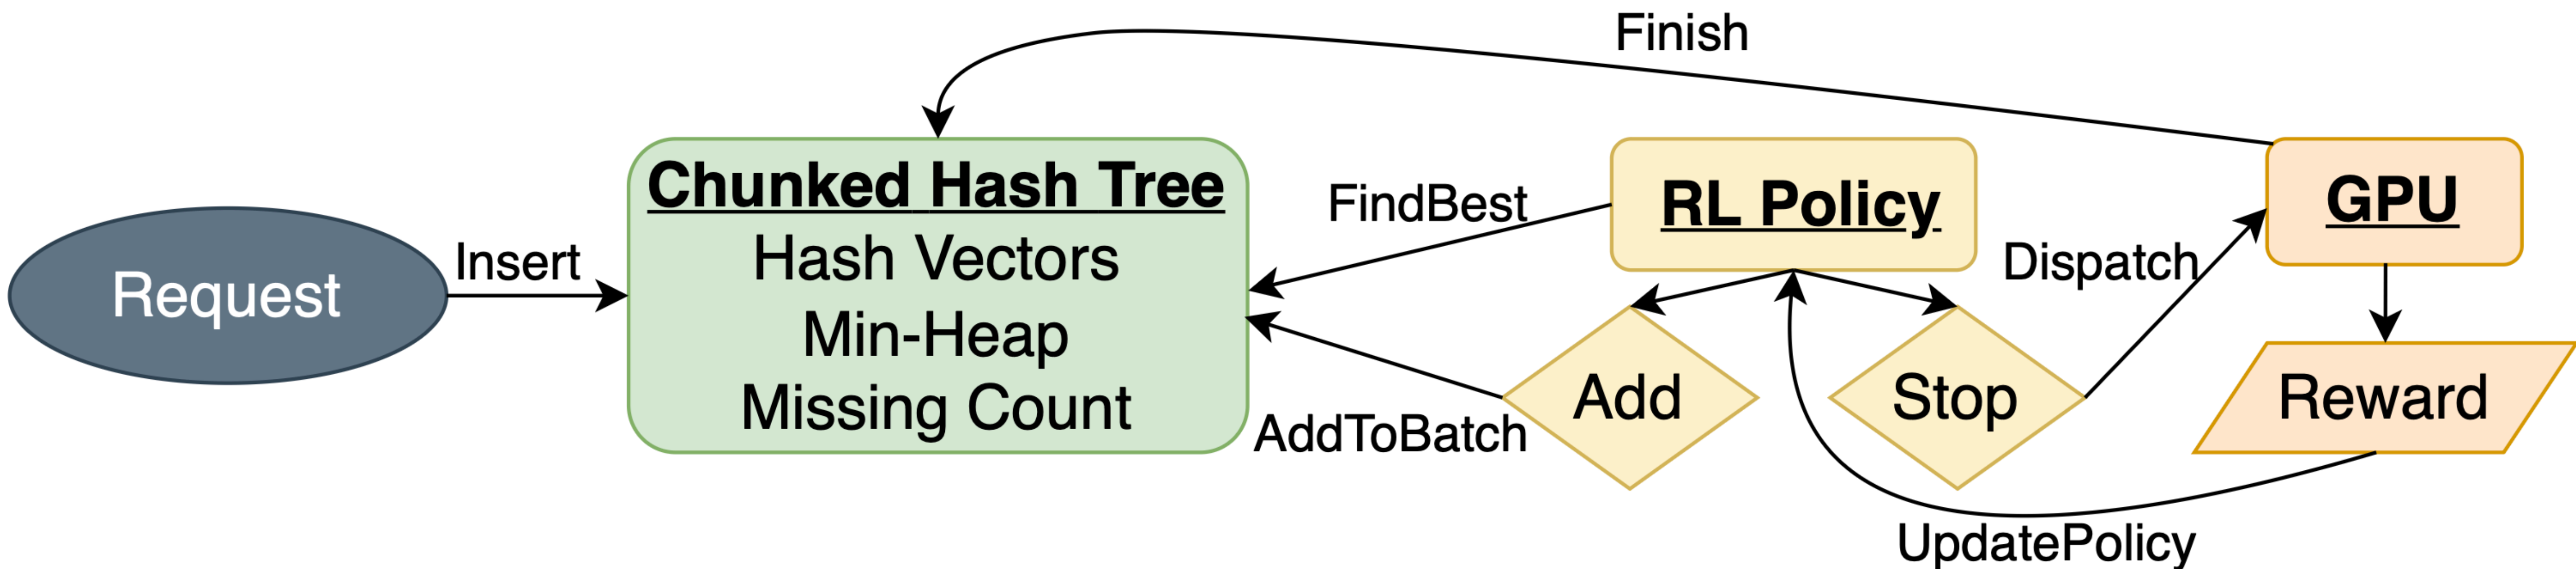 Finish
Request
Insert
Chunked Hash Tree
Hash Vectors
Min-Heap
Missing Count
FindBest
AddToBatch
RL Policy
Add
Stop
Dispatch
GPU
Reward
UpdatePolicy